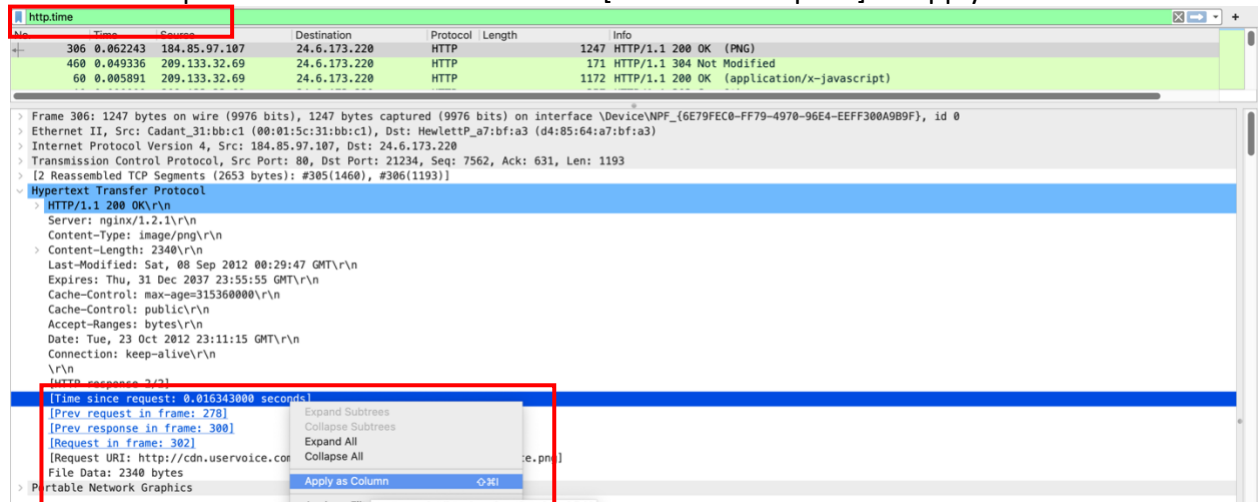 http.time
No. Time Source Destination Protocol Length Info
306 0.062243 184.85.97.107 24.6.173.220 HTTP 1247 HTTP/1.1 200 OK (PNG)
460 0.049336 209.133.32.69 24.6.173.220 HTTP 171 HTTP/1.1 304 Not Modified
60 0.005891 209.133.32.69 24.6.173.220 HTTP 1172 HTTP/1.1 200 OK (application/x-javascript)
Frame 306: 1247 bytes on wire (9976 bits), 1247 bytes captured (9976 bits) on interface \Device\NPF_{6E79FEC0-FF79-4970-96E4-EEFF300A9B9F}, id 0
Ethernet II, Src: Cadant_31:bb:c1 (00:01:5c:31:bb:c1), Dst: HewlettP_a7:bf:a3 (d4:85:64:a7:bf:a3)
Internet Protocol Version 4, Src: 184.85.97.107, Dst: 24.6.173.220
Transmission Control Protocol, Src Port: 80, Dst Port: 21234, Seq: 7562, Ack: 631, Len: 1193
[2 Reassembled TCP Segments (2653 bytes): #305(1460), #306(1193)]
Hypertext Transfer Protocol
HTTP/1.1 200 OK\r\n
Server: nginx/1.2.1\r\n
Content-Type: image/png\r\n
Content-Length: 2340\r\n
Last-Modified: Sat, 08 Sep 2012 00:29:47 GMT\r\n
Expires: Thu, 31 Dec 2037 23:55:55 GMT\r\n
Cache-Control: max-age=315360000\r\n
Cache-Control: public\r\n
Accept-Ranges: bytes\r\n
Date: Tue, 23 Oct 2012 23:11:15 GMT\r\n
Connection: keep-alive\r\n
\r\n
[HTTP response 2/2]
[Time since request: 0.016343000 seconds]
[Prev request in frame: 278]
[Prev response in frame: 300]
[Request in frame: 302]
[Request URI: http://cdn.uservoice.com e.png]
File Data: 2340 bytes
Portable Network Graphics
Expand Subtrees
Collapse Subtrees
Expand All
Collapse All
Apply as Column ⇧⌘I